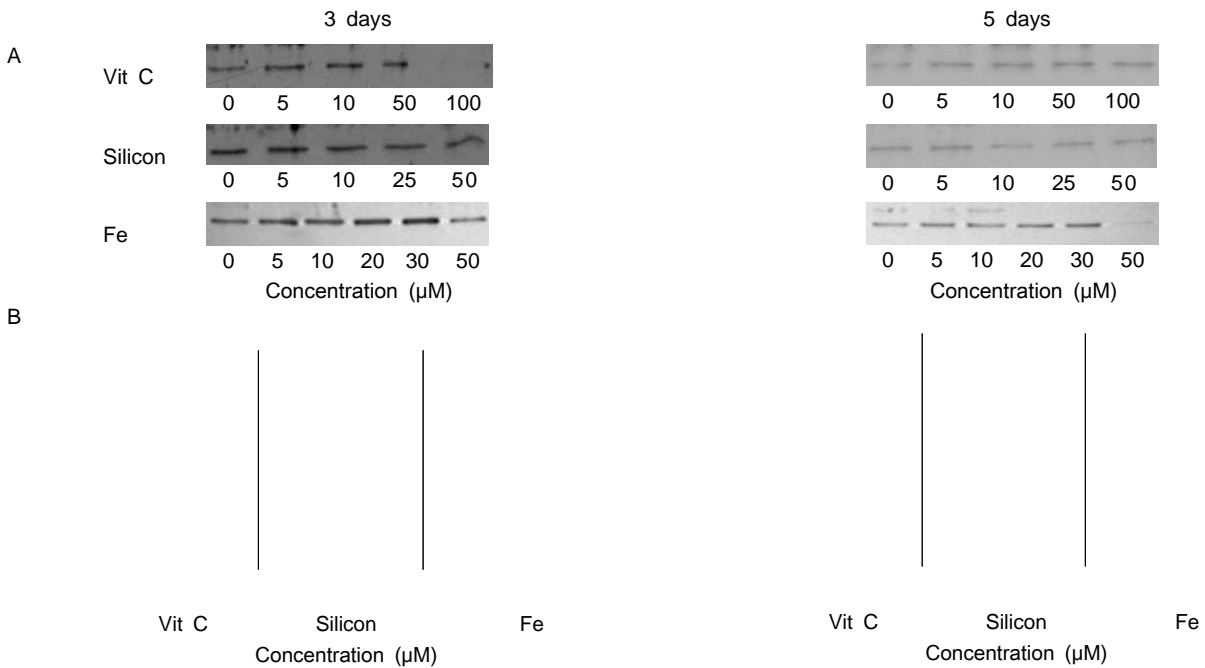 3 days 5 days
A
Vit C
0 5 10 50 100 0 5 10 50 100
Silicon
0 5 10 25 50 0 5 10 25 50
Fe
0 5 10 20 30 50 0 5 10 20 30 50
Concentration (µM) Concentration (µM)
B
Vit C Silicon Fe Vit C Silicon Fe
Concentration (µM) Concentration (µM)